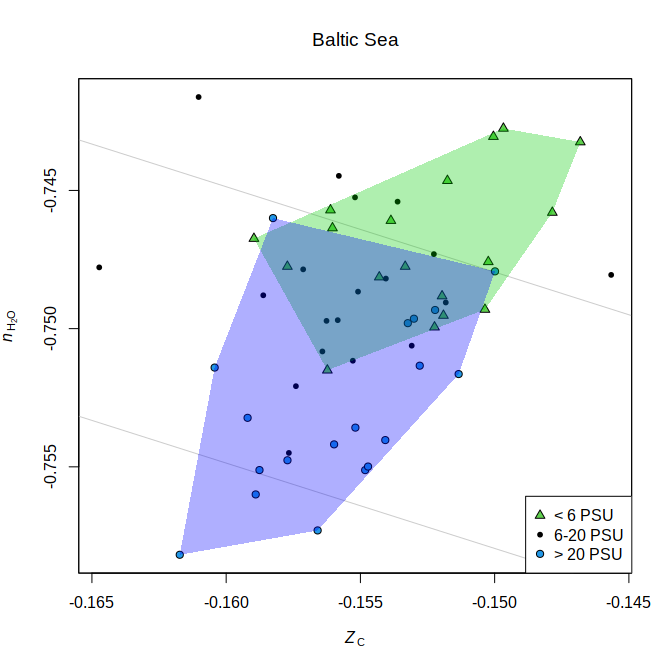 Baltic Sea
-0.745
-0.750
-0.755
nH2O
< 6 PSU
6-20 PSU
> 20 PSU
-0.165 -0.160 -0.155 -0.150 -0.145
ZC